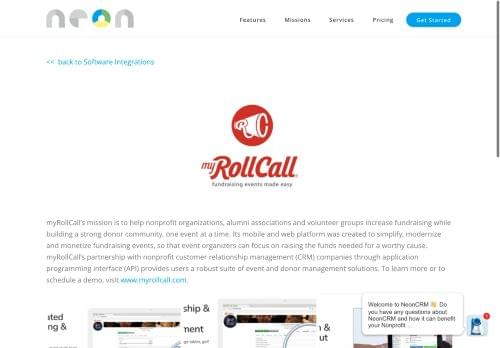 neon
Features Missions Services Pricing Get Started
<< back to Software Integrations
RC
myRollCall
fundraising events made easy
myRollCall's mission is to help nonprofit organizations, alumni associations and volunteer groups increase fundraising while
building a strong donor community, one event at a time. Its mobile and web platform was created to simplify, modernize
and monetize fundraising events, so that event organizers can focus on raising the funds needed for a worthy cause.
myRollCall's partnership with nonprofit customer relationship management (CRM) companies through application
programming interface (API) provides users a robust suite of event and donor management solutions. To learn more or to
schedule a demo, visit www.myrollcall.com.
Welcome to NeonCRM 👋 Do
you have any questions about
NeonCRM and how it can benefit
your Nonprofit ...
1
ated
ng &
ship &
ment